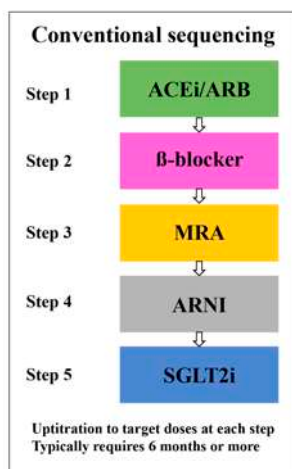 Conventional sequencing
Step 1 ACEi/ARB
Step 2 ß-blocker
Step 3 MRA
Step 4 ARNI
Step 5 SGLT2i
Uptitration to target doses at each step
Typically requires 6 months or more